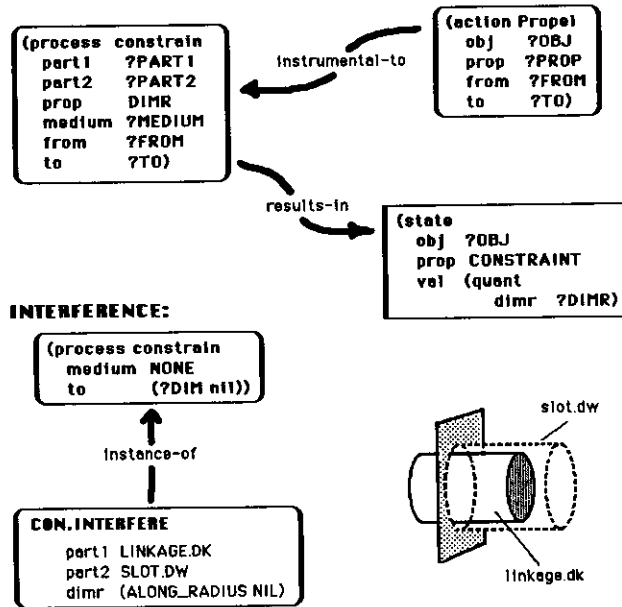 (process constrain
part1 ?PART1
part2 ?PART2
prop DIMR
medium ?MEDIUM
from ?FROM
to ?TO)
instrumental-to
(action Propel
obj ?OBJ
prop ?PROP
from ?FROM
to ?TO)
results-in
(state
obj ?OBJ
prop CONSTRAINT
val (quant
dimr ?DIMR)
INTERFERENCE:
(process constrain
medium NONE
to (?DIM nil))
instance-of
CON.INTERFERE
part1 LINKAGE.DK
part2 SLOT.DW
dimr (ALONG_RADIUS NIL)
slot.dw
linkage.dk